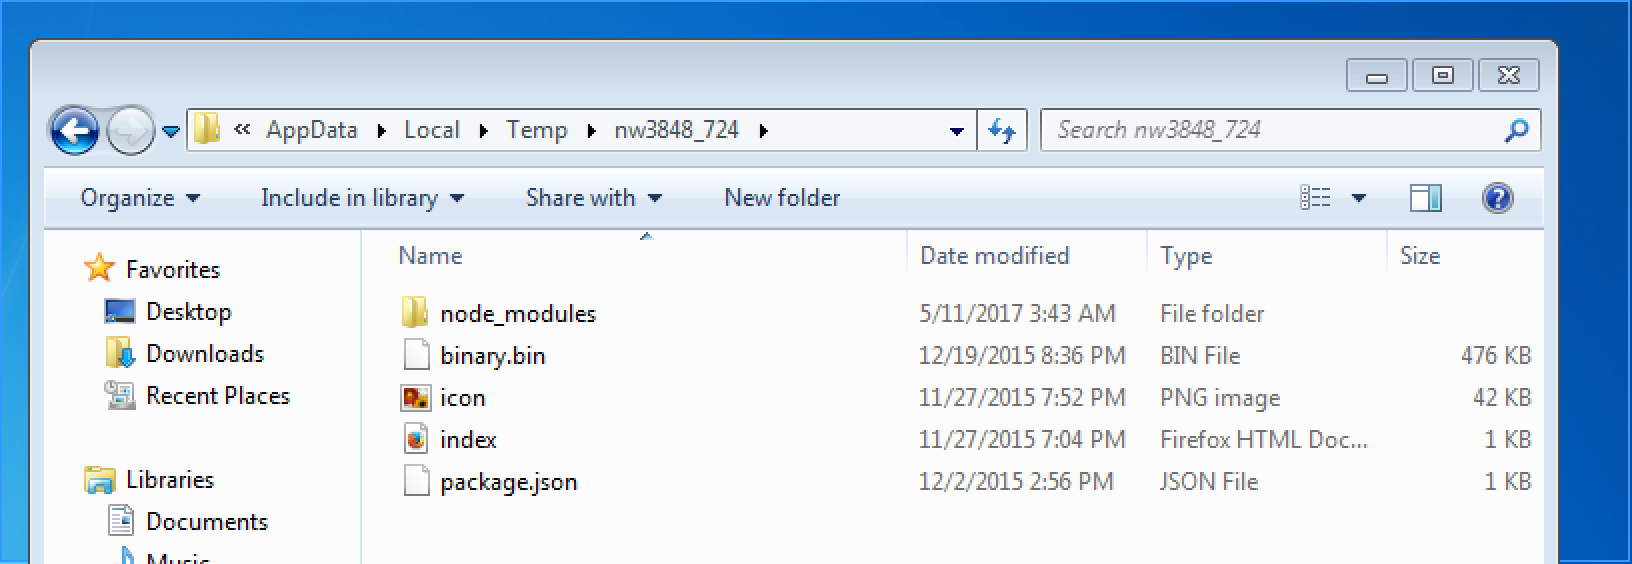 « AppData ▸ Local ▸ Temp ▸ nw3848_724 ▸ Search nw3848_724
Organize Include in library Share with New folder
Name Date modified Type Size
Favorites
Desktop
Downloads
Recent Places
Libraries
Documents
Music
node_modules 5/11/2017 3:43 AM File folder
binary.bin 12/19/2015 8:36 PM BIN File 476 KB
icon 11/27/2015 7:52 PM PNG image 42 KB
index 11/27/2015 7:04 PM Firefox HTML Doc... 1 KB
package.json 12/2/2015 2:56 PM JSON File 1 KB